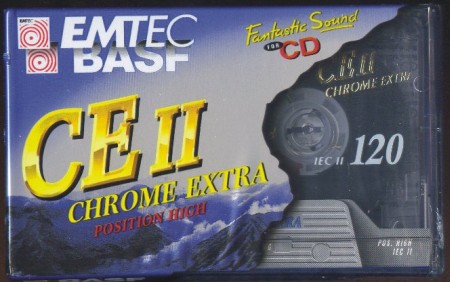 EMTEC
BASF
Fantastic Sound
FOR CD
CE II
CHROME EXTRA
POSITION HIGH
CE II
CHROME EXTRA
IEC II 120
POS. HIGH
IEC II